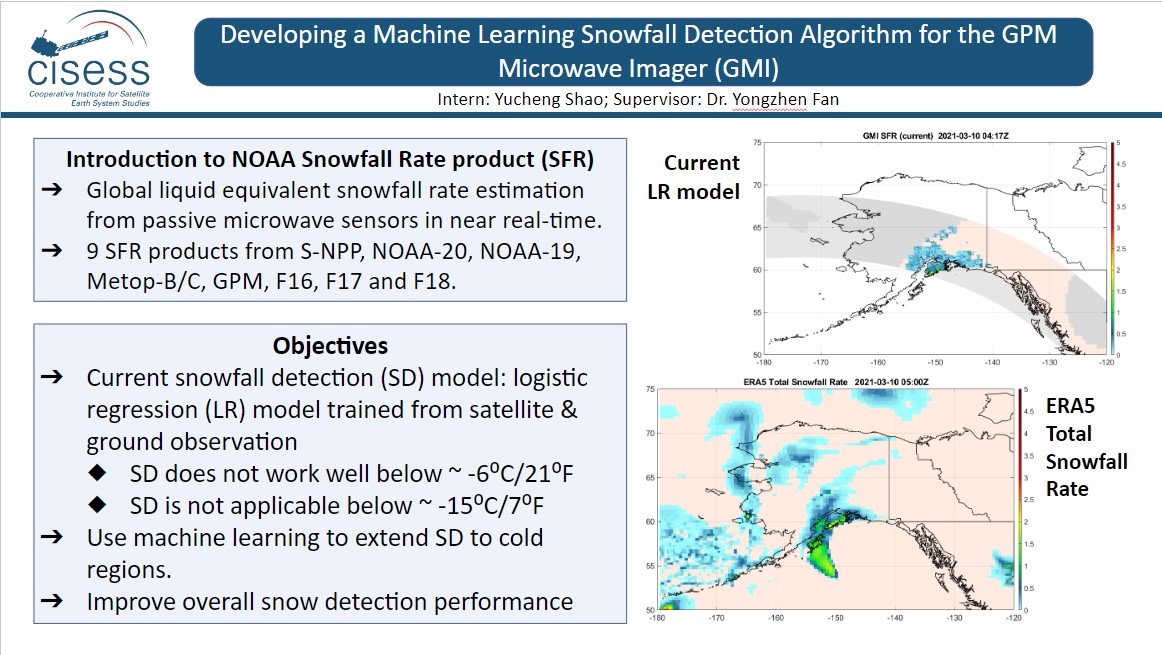 cisess
Cooperative Institute for Satellite
Earth System Studies
Developing a Machine Learning Snowfall Detection Algorithm for the GPM
Microwave Imager (GMI)
Intern: Yucheng Shao; Supervisor: Dr. Yongzhen Fan
Introduction to NOAA Snowfall Rate product (SFR)
➔ Global liquid equivalent snowfall rate estimation
from passive microwave sensors in near real-time.
➔ 9 SFR products from S-NPP, NOAA-20, NOAA-19,
Metop-B/C, GPM, F16, F17 and F18.
Objectives
➔ Current snowfall detection (SD) model: logistic
regression (LR) model trained from satellite &
ground observation
◆ SD does not work well below ~ -6⁰C/21⁰F
◆ SD is not applicable below ~ -15⁰C/7⁰F
➔ Use machine learning to extend SD to cold
regions.
➔ Improve overall snow detection performance
Current
LR model
GMI SFR (current) 2021-03-10 04:17Z
75
70
65
60
55
50
-180 -170 -160 -150 -140 -130 -120
5
4.5
4
3.5
3
2.5
2
1.5
1
0.5
0
ERA5 Total Snowfall Rate 2021-03-10 05:00Z
75
70
65
60
55
50
-180 -170 -160 -150 -140 -130 -120
5
4.5
4
3.5
3
2.5
2
1.5
1
0.5
0
ERA5
Total
Snowfall
Rate